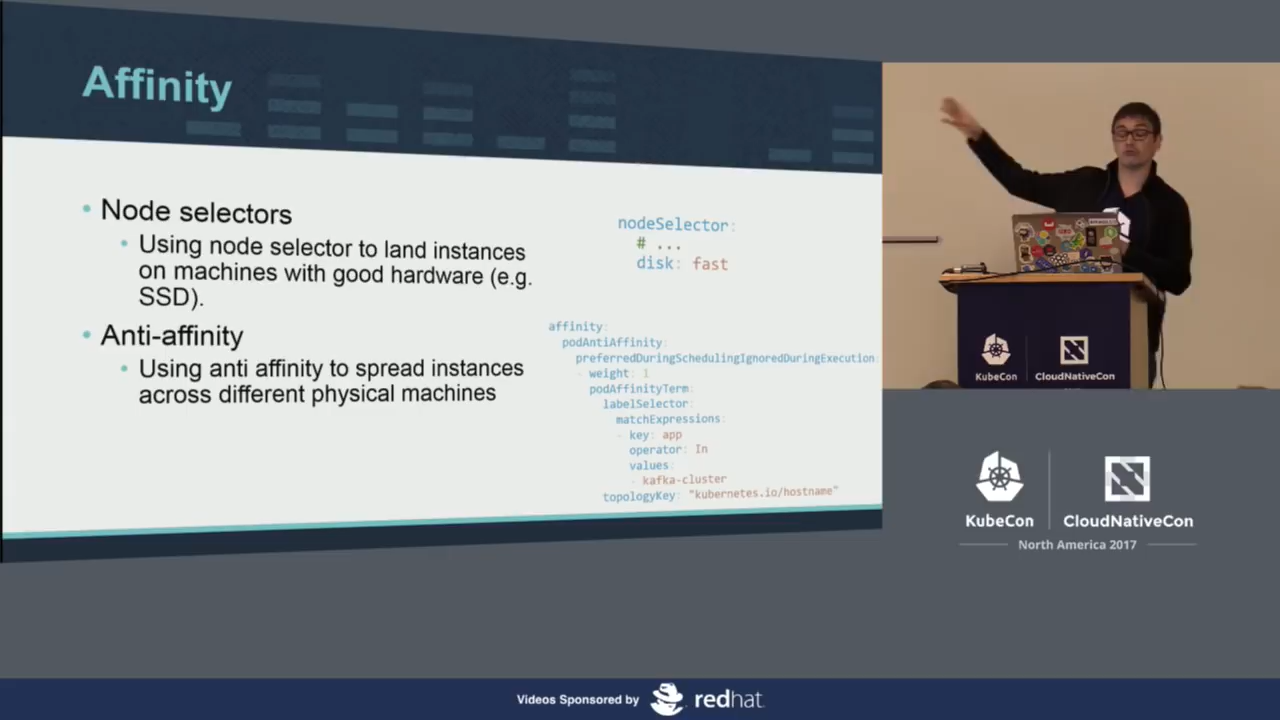 Affinity
• Node selectors
• Using node selector to land instances
on machines with good hardware (e.g.
SSD).
• Anti-affinity
• Using anti affinity to spread instances
across different physical machines
nodeSelector:
# ...
disk: fast
affinity:
podAntiAffinity:
preferredDuringSchedulingIgnoredDuringExecution:
- weight: 1
podAffinityTerm:
labelSelector:
matchExpressions:
- key: app
operator: In
values:
- kafka-cluster
topologyKey: "kubernetes.io/hostname"
KubeCon
CloudNativeCon
KubeCon
CloudNativeCon
North America 2017
Videos Sponsored by
redhat.